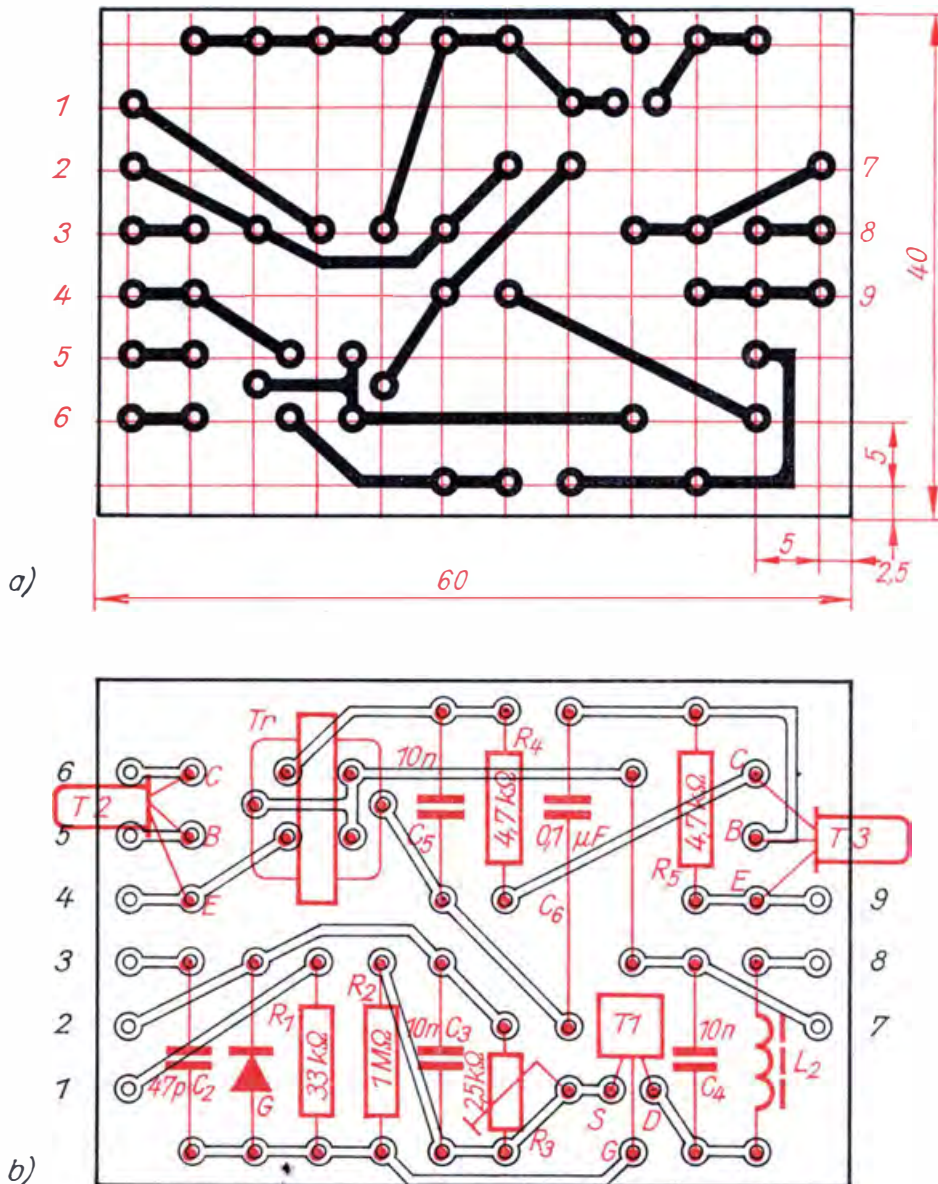 1
2 7
3 8
4 9
5
6
40
5
5
2,5
60
a)
Tr
10n
R4
C
6
T2
C
5
B
C5
4,7kΩ
0,1 µF
4,7kΩ
B
T3
4
E
C6
R5
E
9
3
8
2
R1
R2
T1
7
1
47p C2
G
33kΩ
1MΩ
10n C3
25kΩ
R3
S
D
G
10n
C4
L2
b)